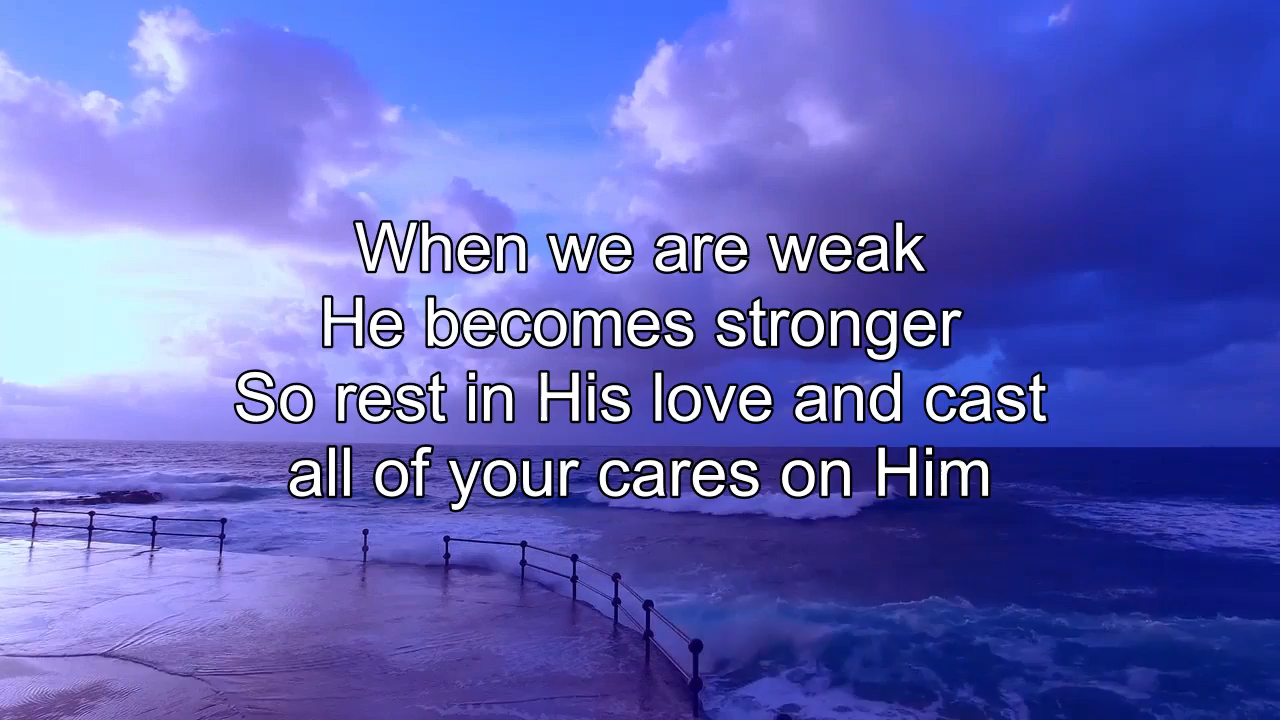 When we are weak
He becomes stronger
So rest in His love and cast
all of your cares on Him